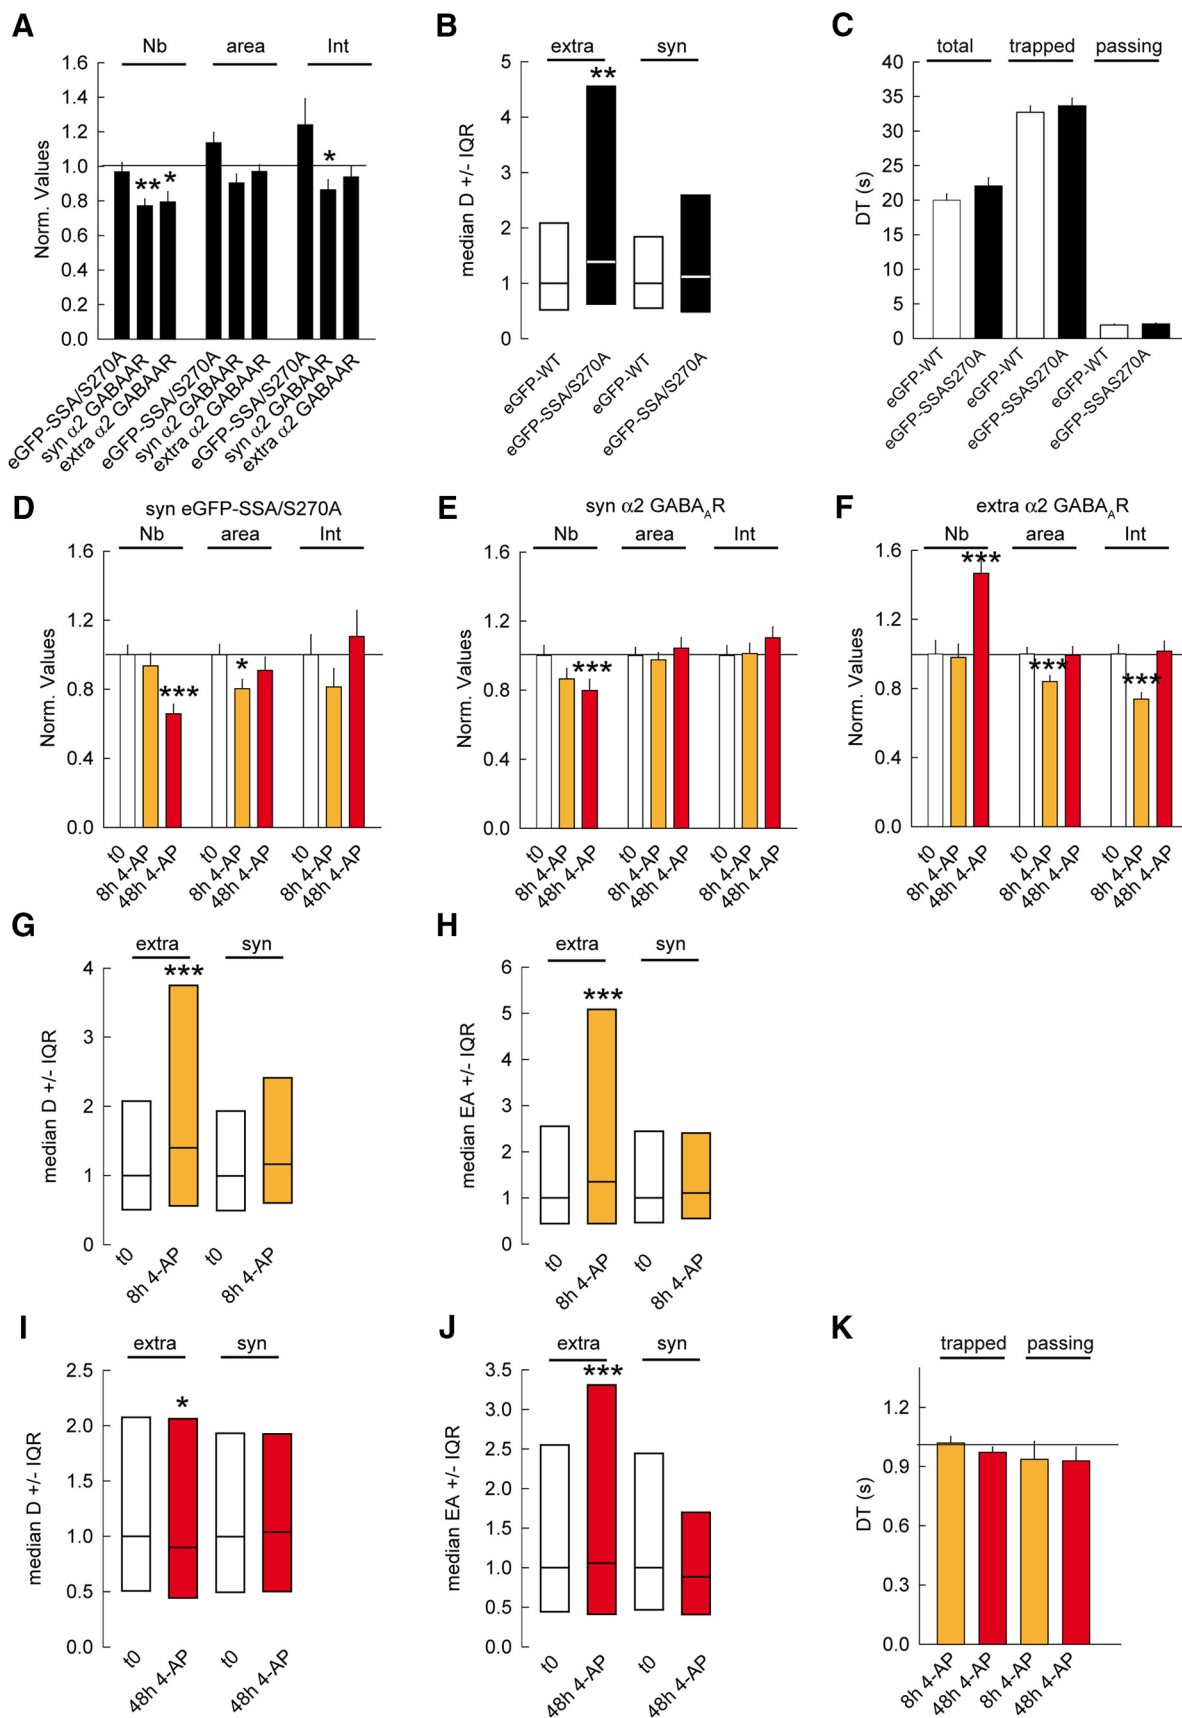 A
Nb area Int
Norm. Values
1.6
1.4
1.2
1.0
0.8
0.6
0.4
0.2
0.0
** * *
eGFP-SSA/S270A
syn α2 GABAAR
extra α2 GABAAR
eGFP-SSA/S270A
syn α2 GABAAR
extra α2 GABAAR
eGFP-SSA/S270A
syn α2 GABAAR
extra α2 GABAAR
B
extra syn
median D +/- IQR
5
4
3
2
1
0
**
eGFP-WT
eGFP-SSA/S270A
eGFP-WT
eGFP-SSA/S270A
C
total trapped passing
DT (s)
40
35
30
25
20
15
10
5
0
eGFP-WT
eGFP-SSAS270A
eGFP-WT
eGFP-SSAS270A
eGFP-WT
eGFP-SSAS270A
D
syn eGFP-SSA/S270A
Nb area Int
Norm. Values
1.6
1.2
0.8
0.4
0.0
*** *
t0
8h 4-AP
48h 4-AP
t0
8h 4-AP
48h 4-AP
t0
8h 4-AP
48h 4-AP
E
syn α2 GABAAR
Nb area Int
Norm. Values
1.6
1.2
0.8
0.4
0.0
***
t0
8h 4-AP
48h 4-AP
t0
8h 4-AP
48h 4-AP
t0
8h 4-AP
48h 4-AP
F
extra α2 GABAAR
Nb area Int
Norm. Values
1.6
1.2
0.8
0.4
0.0
*** *** ***
t0
8h 4-AP
48h 4-AP
t0
8h 4-AP
48h 4-AP
t0
8h 4-AP
48h 4-AP
G
extra syn
median D +/- IQR
4
3
2
1
0
***
t0
8h 4-AP
t0
8h 4-AP
H
extra syn
median EA +/- IQR
6
5
4
3
2
1
0
***
t0
8h 4-AP
t0
8h 4-AP
I
extra syn
median D +/- IQR
2.5
2.0
1.5
1.0
0.5
0.0
*
t0
48h 4-AP
t0
48h 4-AP
J
extra syn
median EA +/- IQR
3.5
3.0
2.5
2.0
1.5
1.0
0.5
0.0
***
t0
48h 4-AP
t0
48h 4-AP
K
trapped passing
DT (s)
1.2
0.9
0.6
0.3
0.0
8h 4-AP
48h 4-AP
8h 4-AP
48h 4-AP